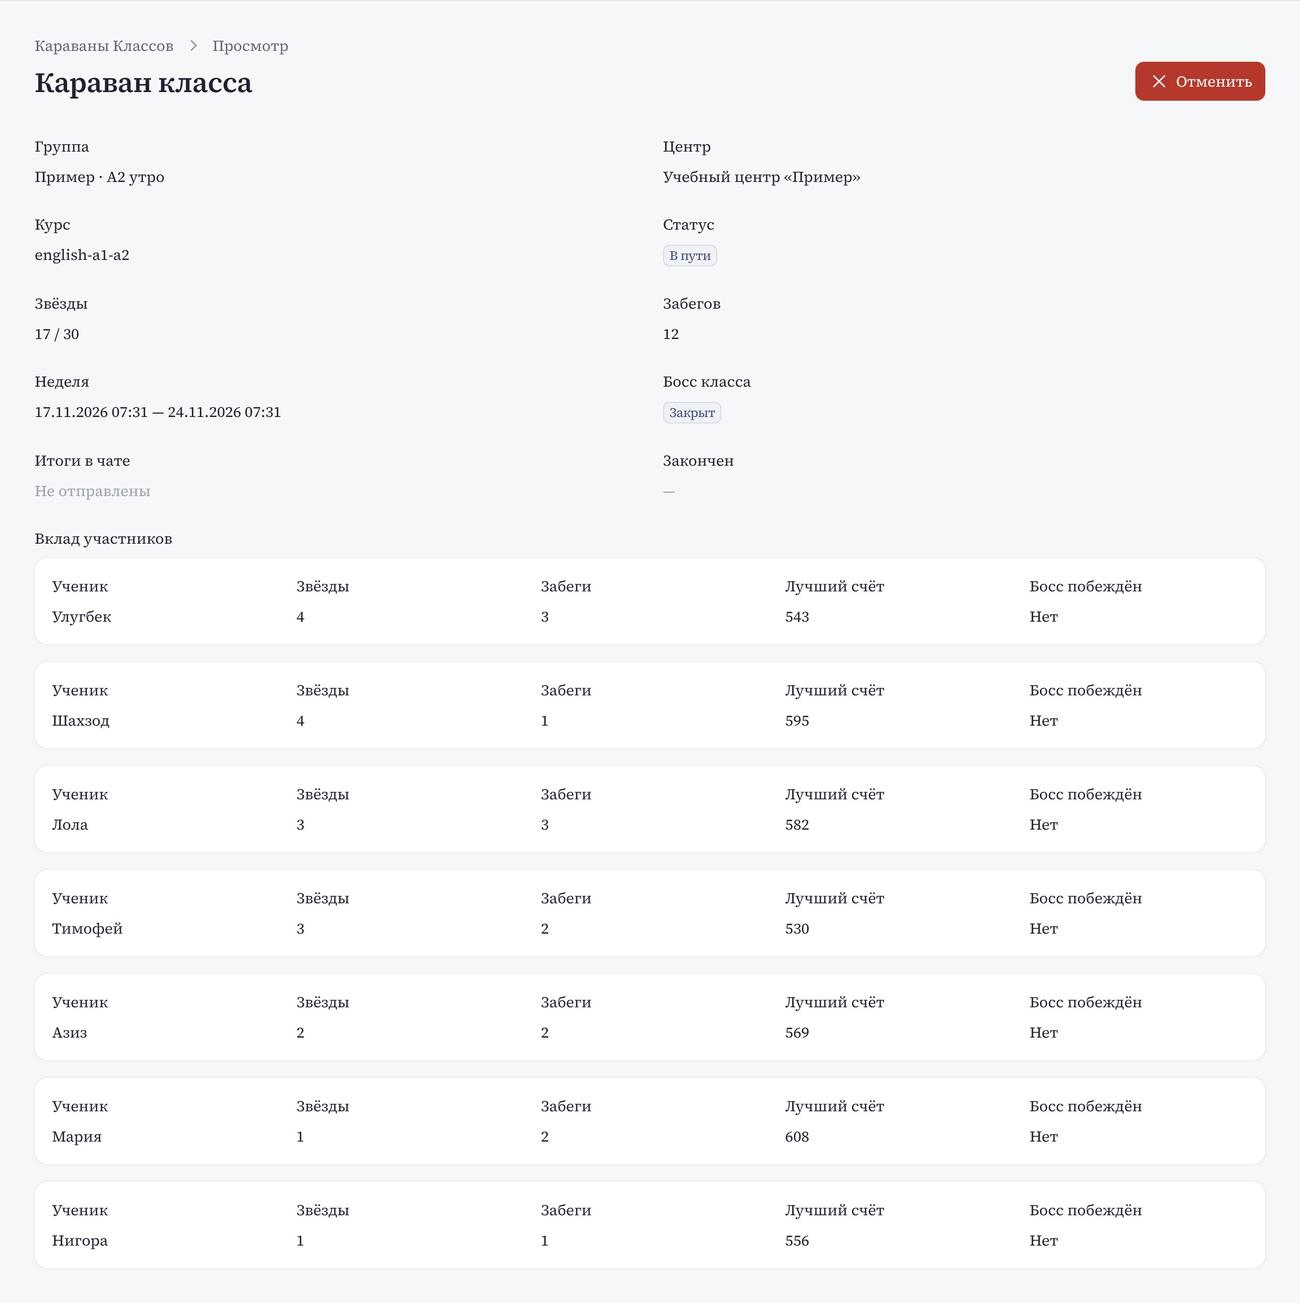 Караваны Классов > Просмотр
Караван класса
Отменить
Группа Центр
Пример · A2 утро Учебный центр «Пример»
Курс Статус
english-a1-a2 В пути
Звёзды Забегов
17 / 30 12
Неделя Босс класса
17.11.2026 07:31 — 24.11.2026 07:31 Закрыт
Итоги в чате Закончен
Не отправлены —
Вклад участников
Ученик Звёзды Забеги Лучший счёт Босс побеждён
Улугбек 4 3 543 Нет
Ученик Звёзды Забеги Лучший счёт Босс побеждён
Шахзод 4 1 595 Нет
Ученик Звёзды Забеги Лучший счёт Босс побеждён
Лола 3 3 582 Нет
Ученик Звёзды Забеги Лучший счёт Босс побеждён
Тимофей 3 2 530 Нет
Ученик Звёзды Забеги Лучший счёт Босс побеждён
Азиз 2 2 569 Нет
Ученик Звёзды Забеги Лучший счёт Босс побеждён
Мария 1 2 608 Нет
Ученик Звёзды Забеги Лучший счёт Босс побеждён
Нигора 1 1 556 Нет